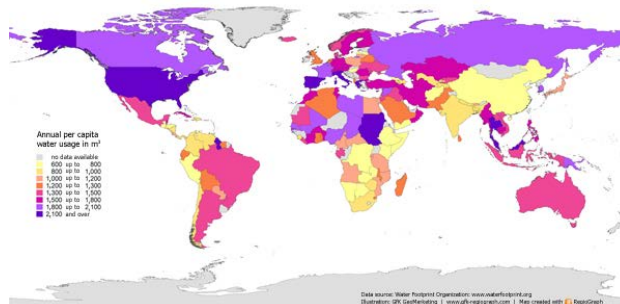 Annual per capita
water usage in m³
no data available
600 up to 800
800 up to 1,000
1,000 up to 1,200
1,200 up to 1,300
1,300 up to 1,500
1,500 up to 1,800
1,800 up to 2,100
2,100 and over
Data source: Water Footprint Organization: www.waterfootprint.org
Illustration: GfK GeoMarketing | www.gfk-regiograph.com | Map created with RegioGraph